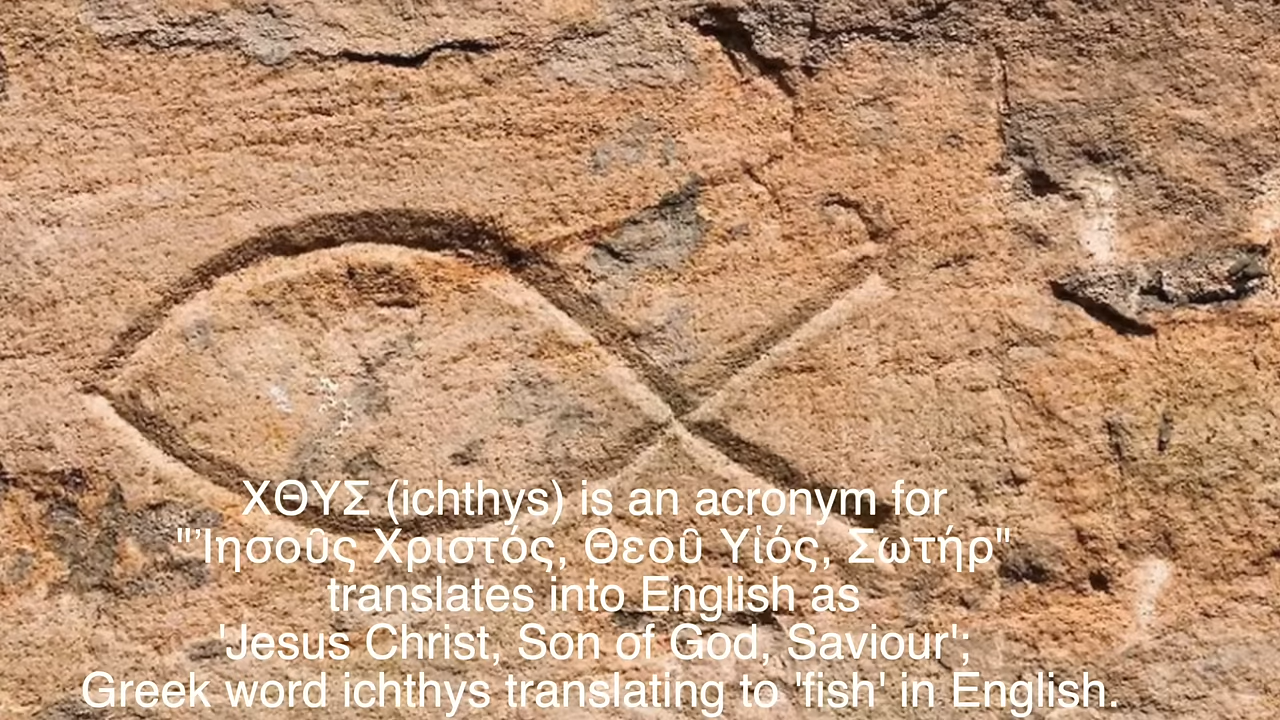 ΧΘΥΣ (ichthys) is an acronym for
"Ἰησοῦς Χριστός, Θεοῦ Υἱός, Σωτήρ"
translates into English as
'Jesus Christ, Son of God, Saviour';
Greek word ichthys translating to 'fish' in English.